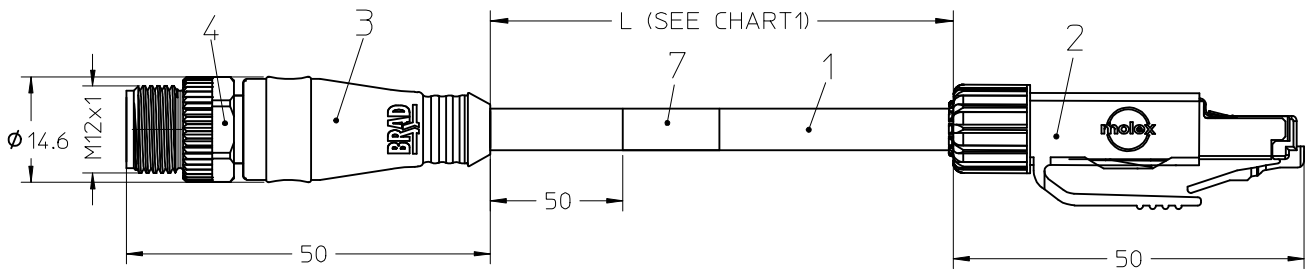 L (SEE CHART1)
4
3
7
1
2
M12x1
Ø14.6
BRAD
molex
50
50
50